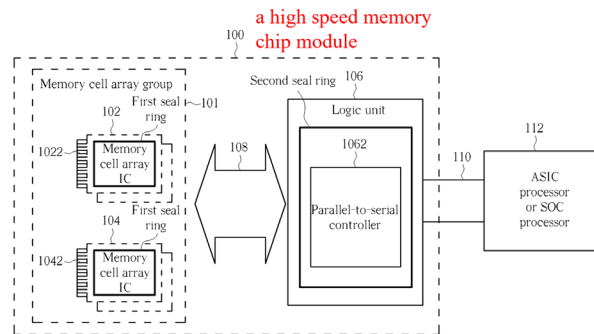 a high speed memory
chip module
100
Memory cell array group
101
102
First seal
ring
1022
Memory
cell array
IC
First seal
ring
104
1042
Memory
cell array
IC
108
Second seal ring
106
Logic unit
1062
Parallel-to-serial
controller
110
112
ASIC
processor
or SOC
processor